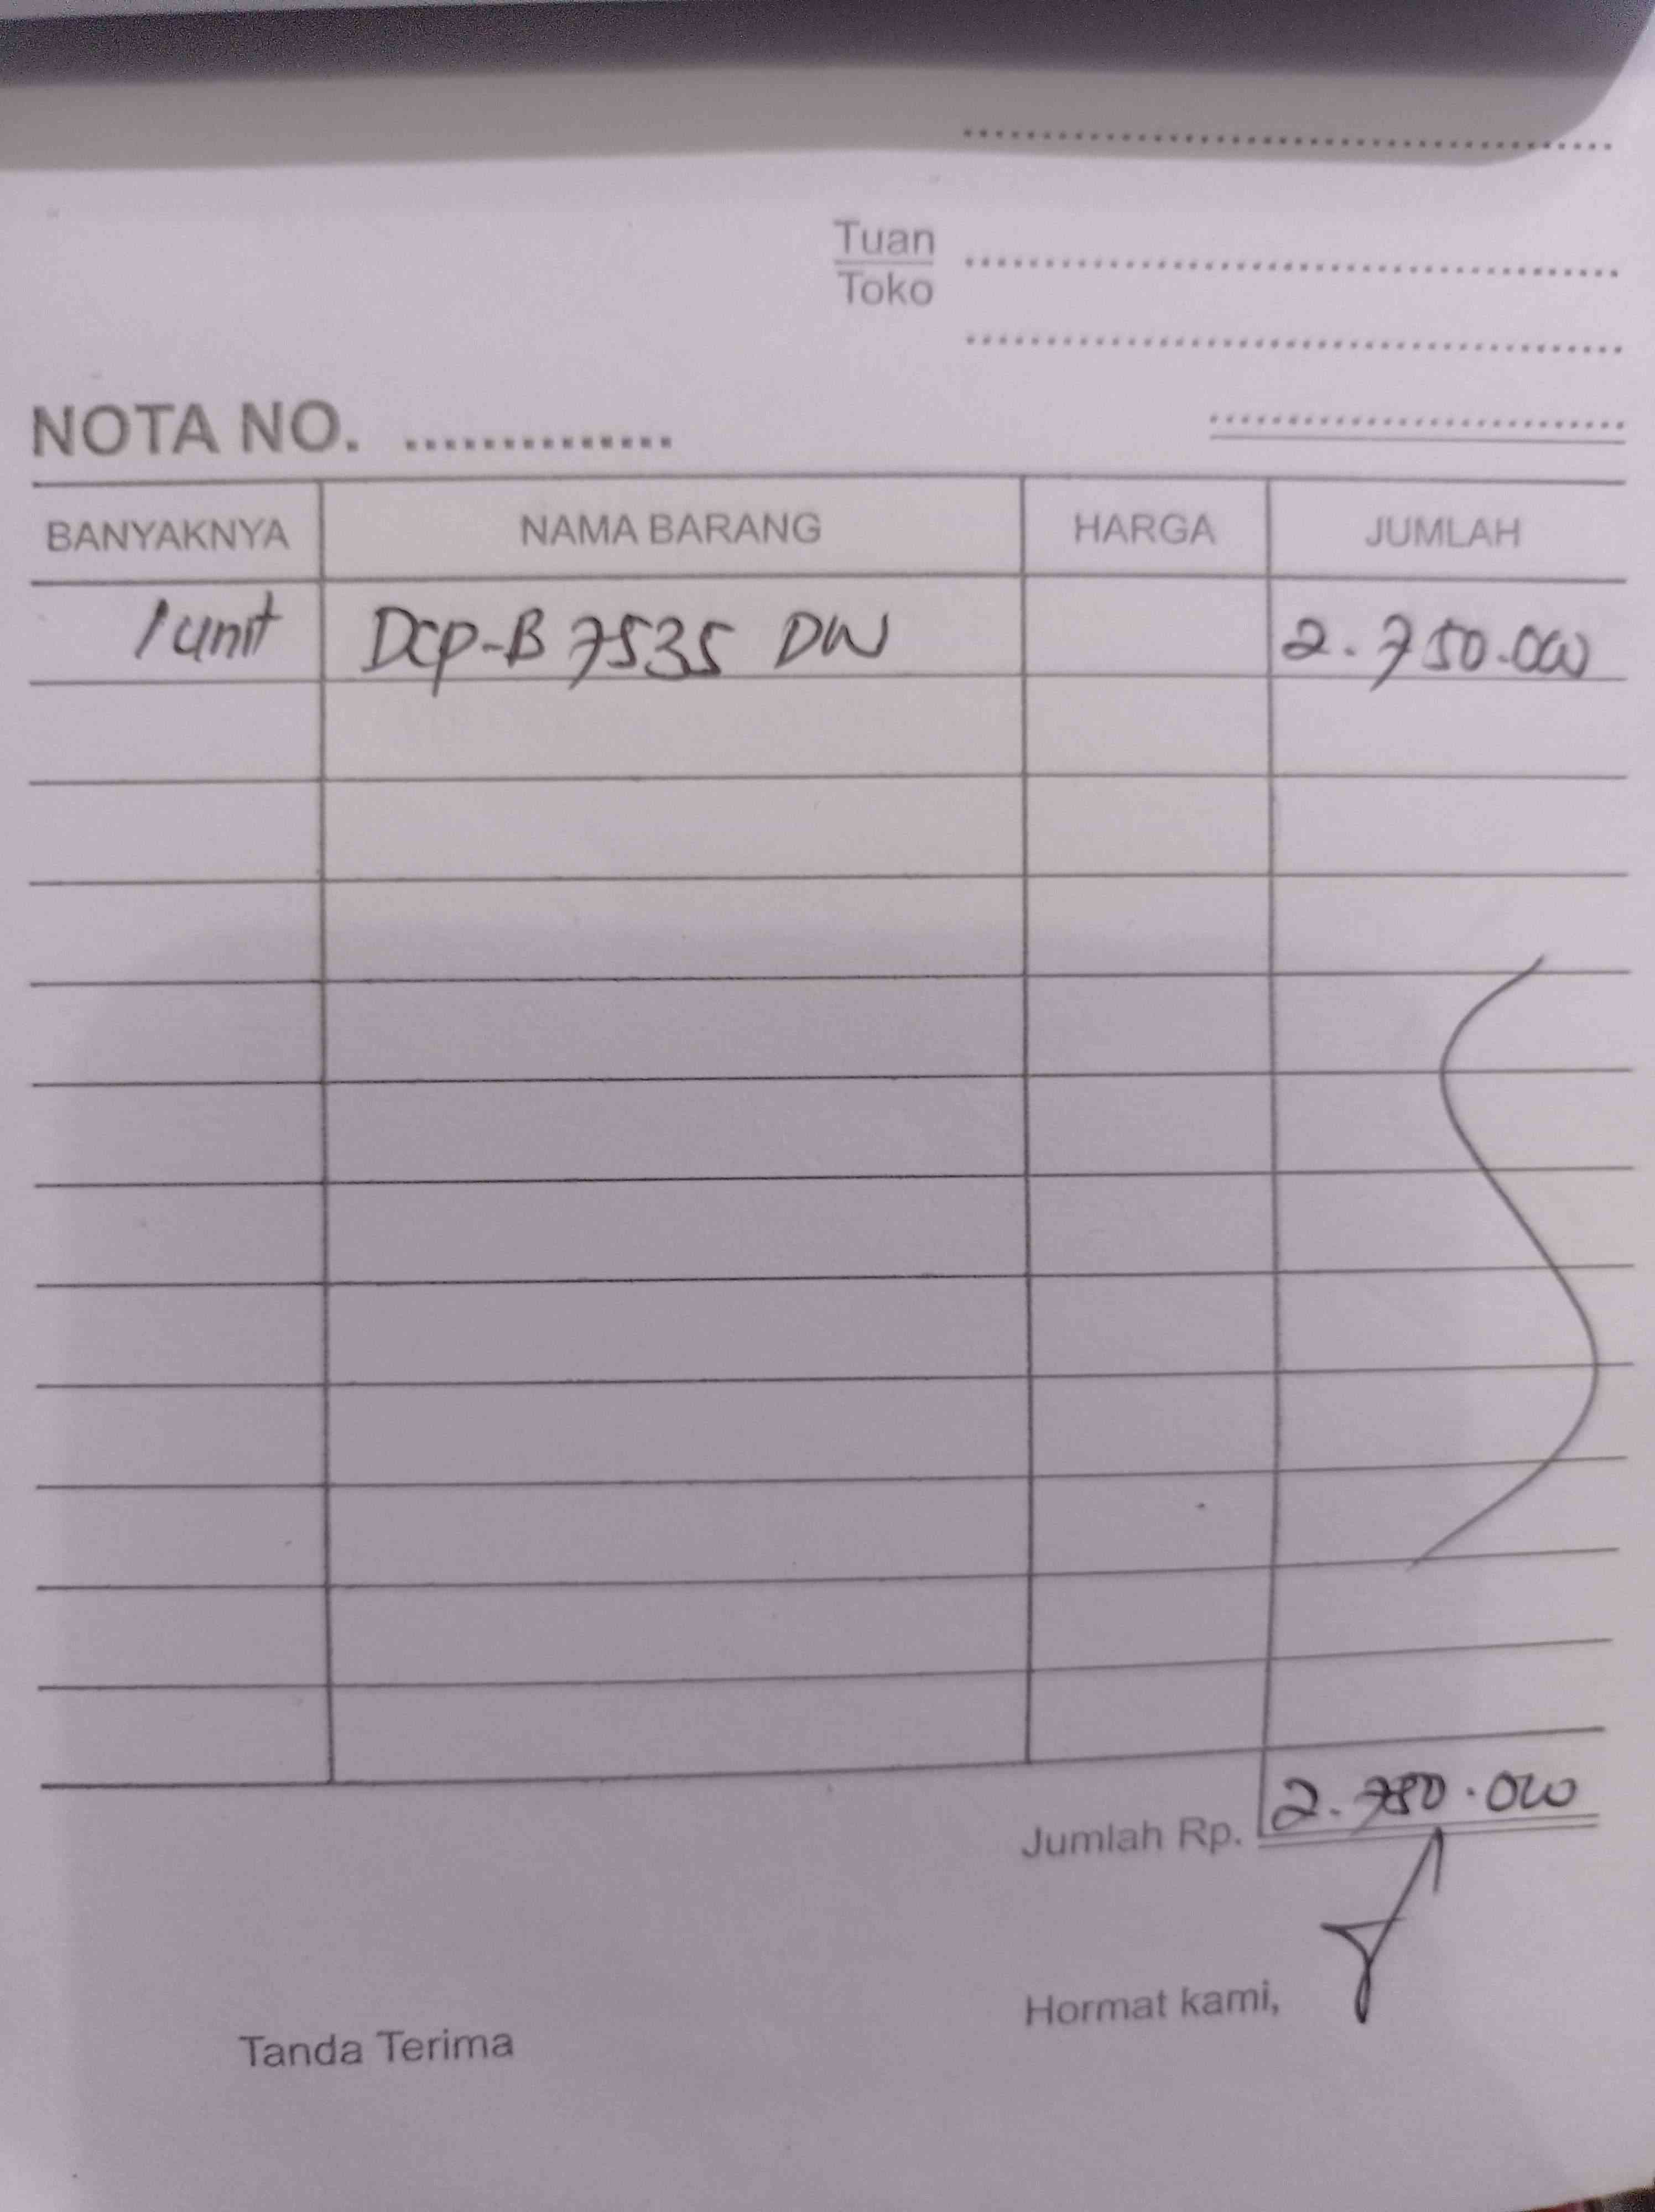 Tuan
Toko
NOTA NO. ..............
BANYAKNYA NAMA BARANG HARGA JUMLAH
1 unit DCP-B 7535 DW 2.750.000
Jumlah Rp. 2.750.000
Hormat kami,
Tanda Terima